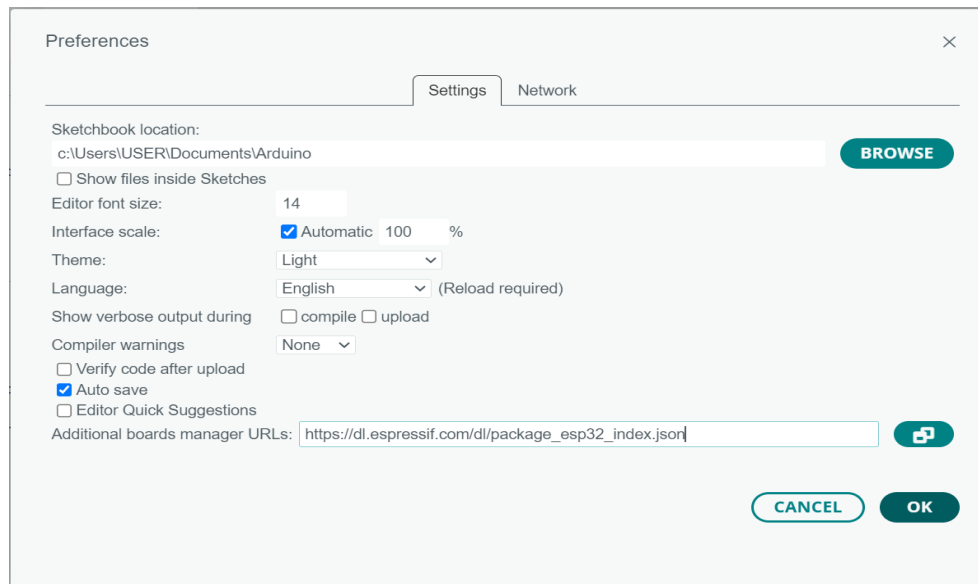 Preferences
Settings Network
Sketchbook location:
c:\Users\USER\Documents\Arduino BROWSE
Show files inside Sketches
Editor font size: 14
Interface scale: Automatic 100 %
Theme: Light
Language: English (Reload required)
Show verbose output during compile upload
Compiler warnings None
Verify code after upload
Auto save
Editor Quick Suggestions
Additional boards manager URLs: https://dl.espressif.com/dl/package_esp32_index.json
CANCEL OK